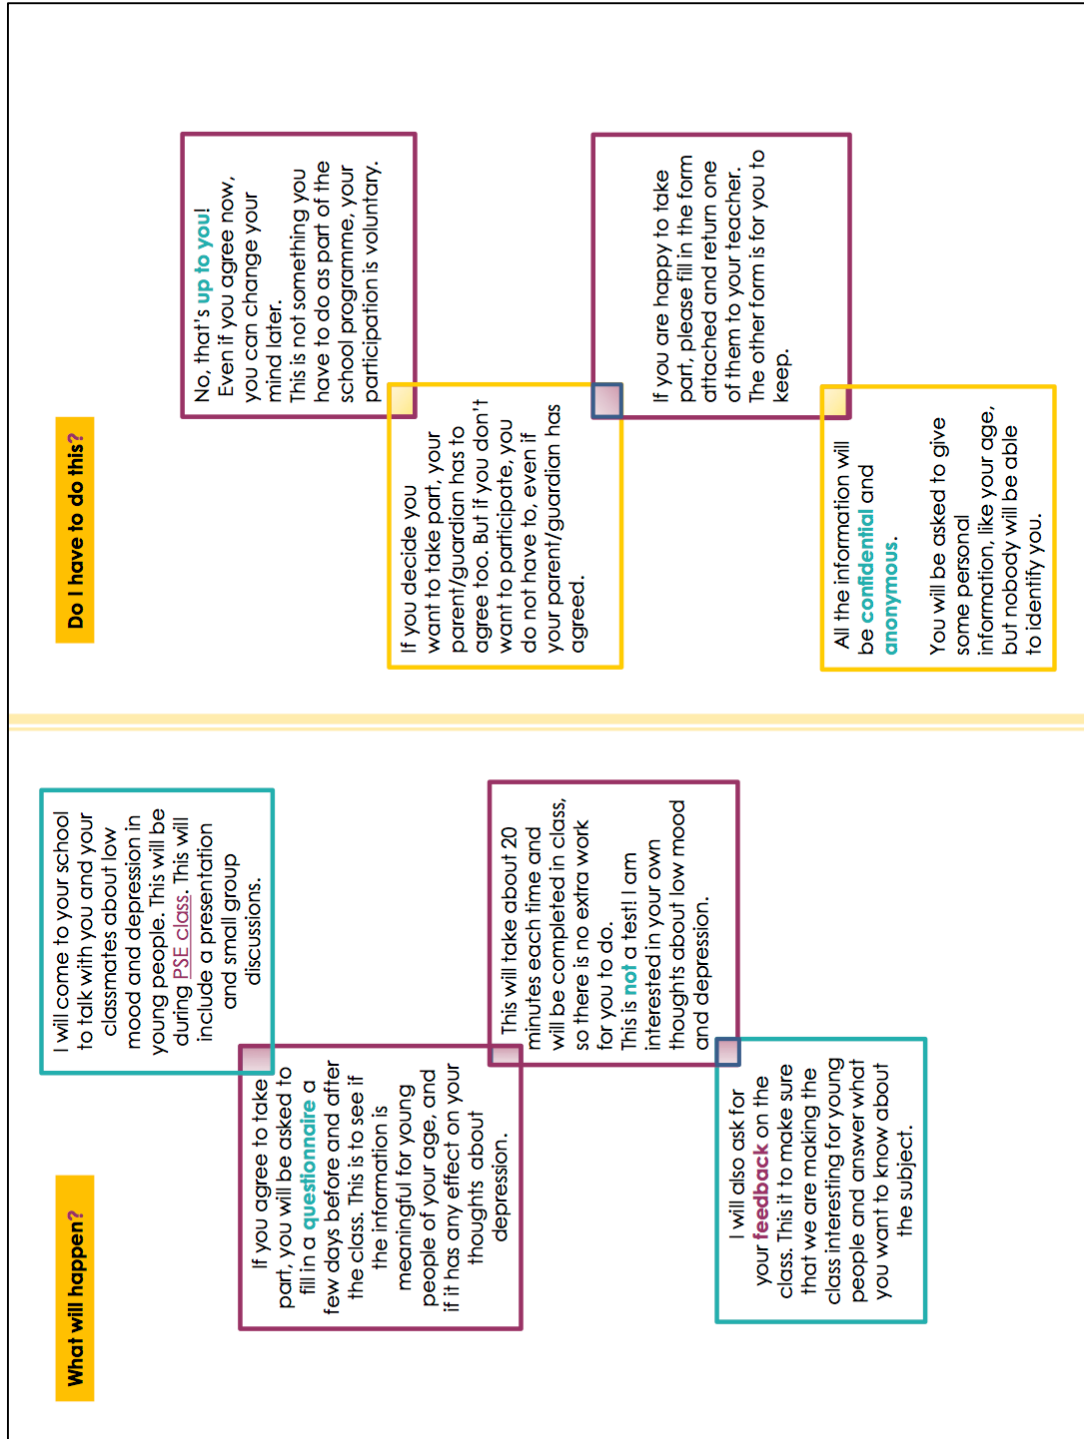 What will happen?
I will come to your school
to talk with you and your
classmates about low
mood and depression in
young people. This will be
during PSE class. This will
include a presentation
and small group
discussions.
If you agree to take
part, you will be asked to
fill in a questionnaire a
few days before and after
the class. This is to see if
the information is
meaningful for young
people of your age, and
if it has any effect on your
thoughts about
depression.
This will take about 20
minutes each time and
will be completed in class,
so there is no extra work
for you to do.
This is not a test! I am
interested in your own
thoughts about low mood
and depression.
I will also ask for
your feedback on the
class. This it to make sure
that we are making the
class interesting for young
people and answer what
you want to know about
the subject.
Do I have to do this?
No, that's up to you!
Even if you agree now,
you can change your
mind later.
This is not something you
have to do as part of the
school programme, your
participation is voluntary.
If you decide you
want to take part, your
parent/guardian has to
agree too. But if you don't
want to participate, you
do not have to, even if
your parent/guardian has
agreed.
If you are happy to take
part, please fill in the form
attached and return one
of them to your teacher.
The other form is for you to
keep.
All the information will
be confidential and
anonymous.
You will be asked to give
some personal
information, like your age,
but nobody will be able
to identify you.